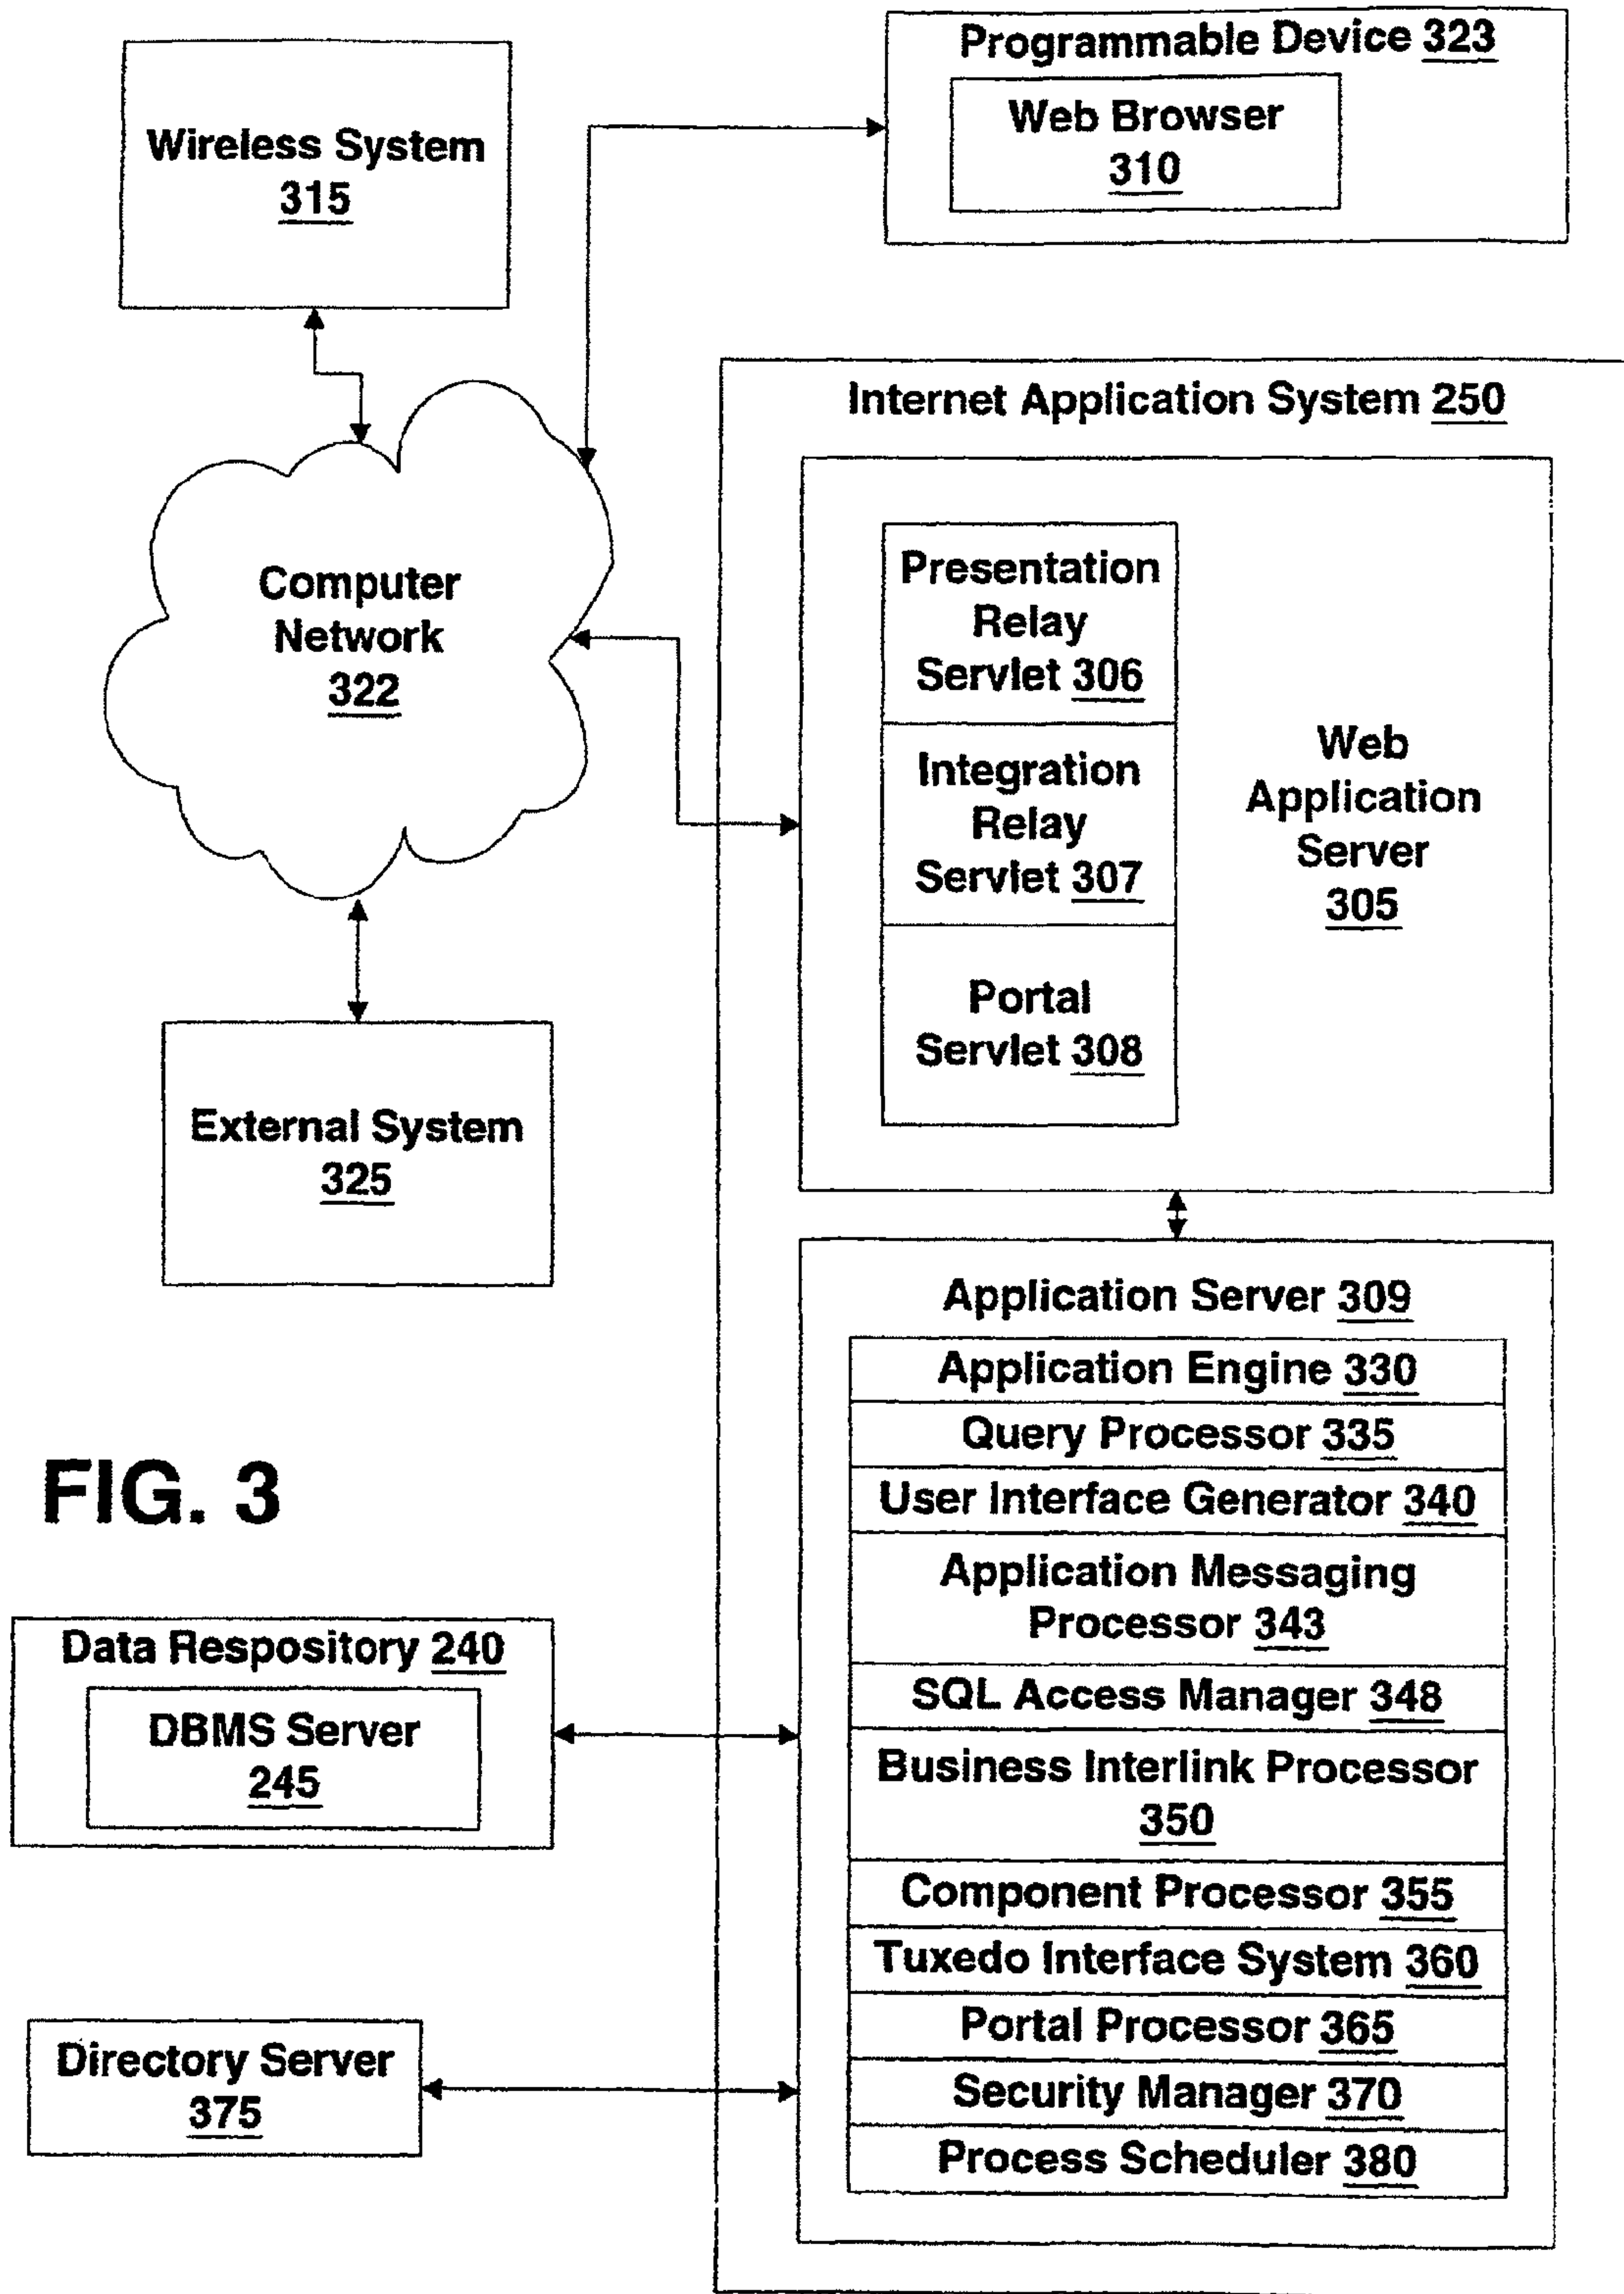 Programmable Device 323
Web Browser
310
Wireless System
315
Internet Application System 250
Computer
Network
322
Presentation
Relay
Servlet 306
Integration
Relay
Servlet 307
Portal
Servlet 308
Web
Application
Server
305
External System
325
Application Server 309
Application Engine 330
Query Processor 335
User Interface Generator 340
Application Messaging
Processor 343
SQL Access Manager 348
Business Interlink Processor
350
Component Processor 355
Tuxedo Interface System 360
Portal Processor 365
Security Manager 370
Process Scheduler 380
FIG. 3
Data Respository 240
DBMS Server
245
Directory Server
375